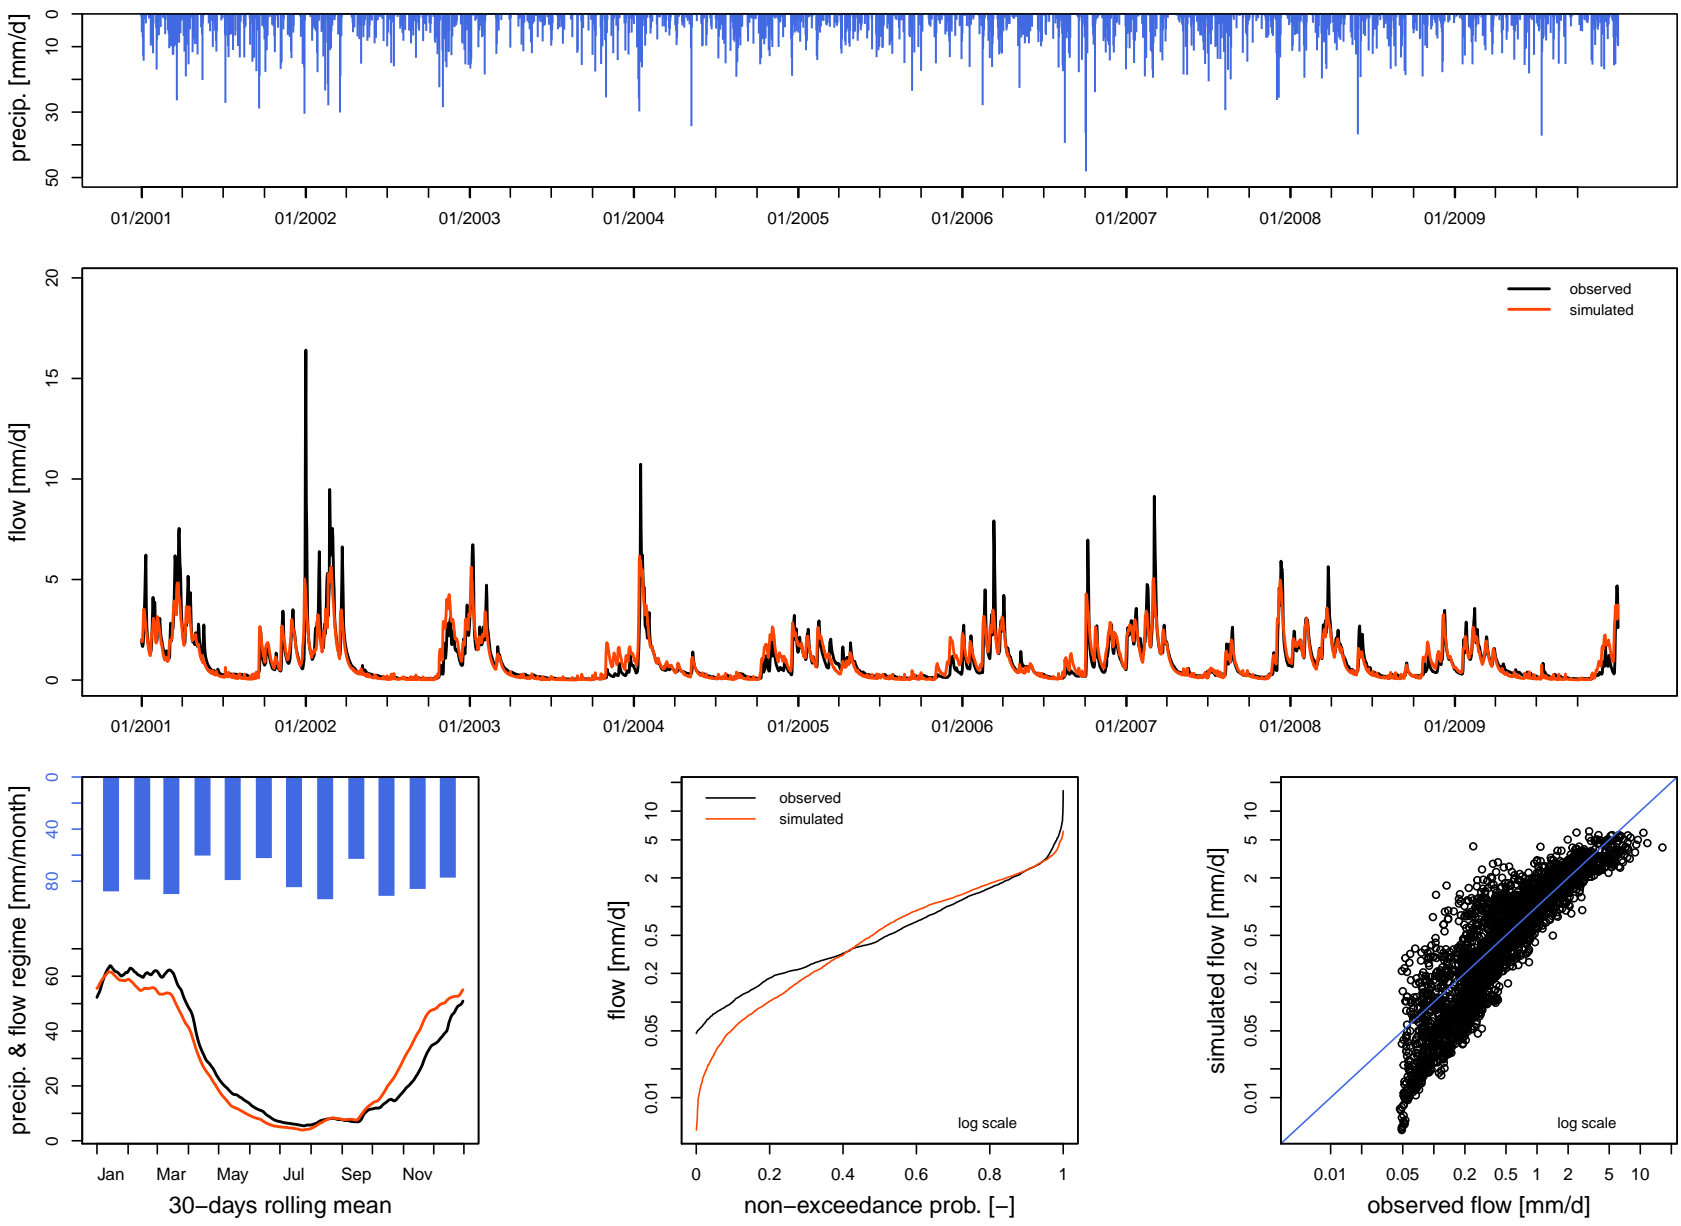 precip. [mm/d]
0
10
30
50
01/2001 01/2002 01/2003 01/2004 01/2005 01/2006 01/2007 01/2008 01/2009
flow [mm/d]
20
15
10
5
0
observed
simulated
01/2001 01/2002 01/2003 01/2004 01/2005 01/2006 01/2007 01/2008 01/2009
precip. & flow regime [mm/month]
0
40
80
60
40
20
0
Jan Mar May Jul Sep Nov
30−days rolling mean
flow [mm/d]
10
5
2
0.5
0.2
0.05
0.01
observed
simulated
log scale
0 0.2 0.4 0.6 0.8 1
non−exceedance prob. [−]
simulated flow [mm/d]
10
5
2
0.5
0.2
0.05
0.01
log scale
0.01 0.05 0.2 0.5 1 2 5 10
observed flow [mm/d]